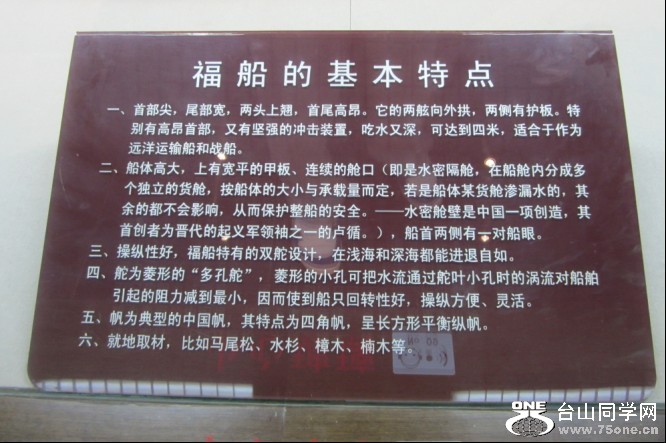 福船的基本特点
一、首部尖，尾部宽，两头上翘，首尾高昂。它的两舷向外拱，两侧有护板。特
别有高昂首部，又有坚强的冲击装置，吃水又深，可达到四米，适合于作为
远洋运输船和战船。
二、船体高大，上有宽平的甲板、连续的舱口（即是水密隔舱，在船舱内分成多
个独立的货舱，按船体的大小与承载量而定，若是船体某货舱渗漏水的，其
余的都不会影响，从而保护整船的安全。——水密舱壁是中国一项创造，其
首创者为晋代的起义军领袖之一的卢循。），船首两侧有一对船眼。
三、操纵性好，福船特有的双舵设计，在浅海和深海都能进退自如。
四、舵为菱形的“多孔舵”，菱形的小孔可把水流通过舵叶小孔时的涡流对船舶
引起的阻力减到最小，因而使到船只回转性好，操纵方便、灵活。
五、帆为典型的中国帆，其特点为四角帆，呈长方形平衡纵帆。
六、就地取材，比如马尾松、水杉、樟木、楠木等。
ONE 台山同学网
www.75one.cn